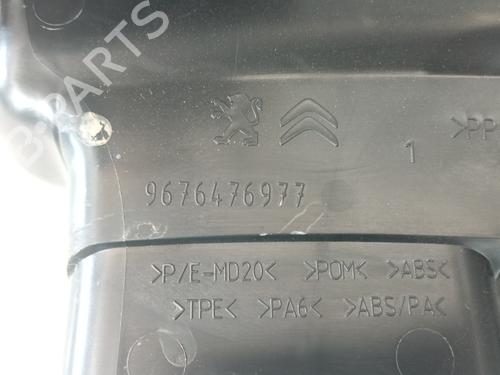 B-PARTS
>PP
1
9676476977
>P/E-MD20< >POM< >ABS<
>TPE< >PA6< >ABS/PA<